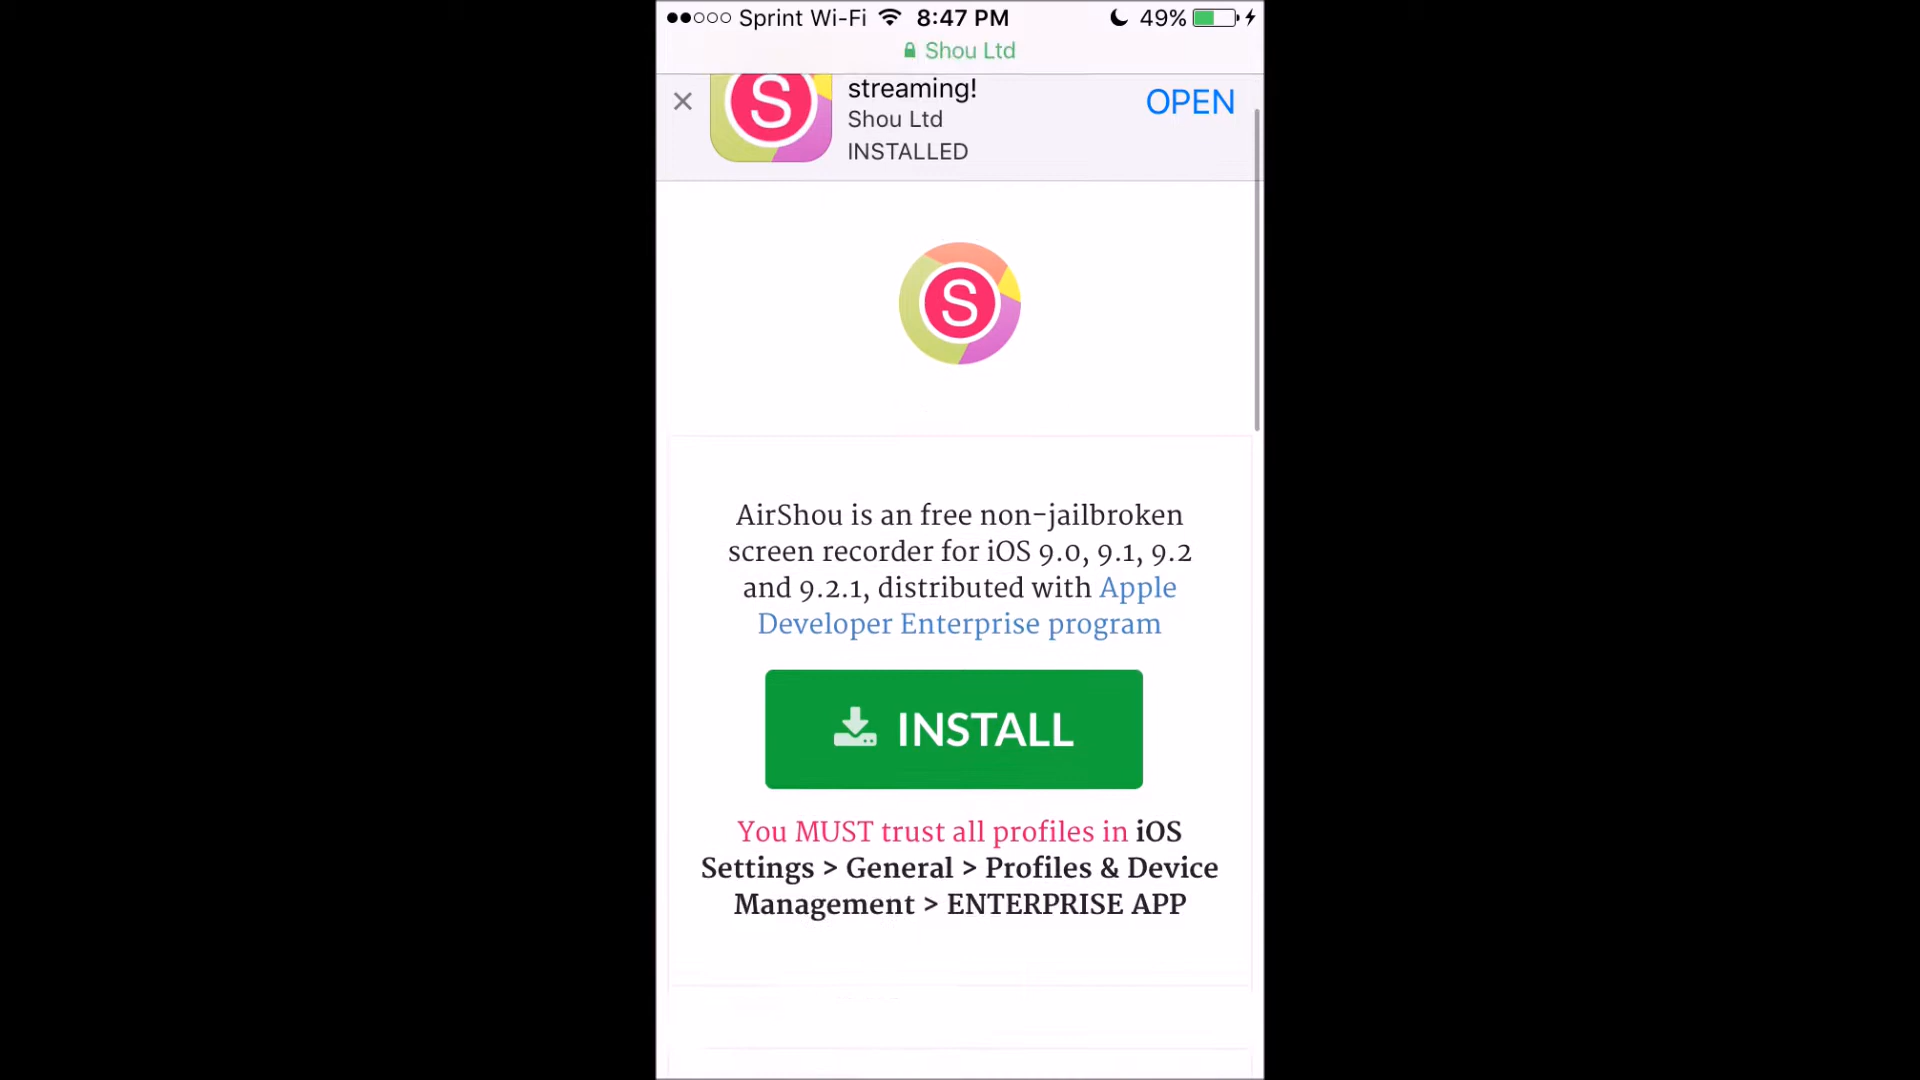 Sprint Wi-Fi 8:47 PM 49%
Shou Ltd
S
streaming!
Shou Ltd
INSTALLED
OPEN
S
AirShou is an free non-jailbroken
screen recorder for iOS 9.0, 9.1, 9.2
and 9.2.1, distributed with Apple
Developer Enterprise program
INSTALL
You MUST trust all profiles in iOS
Settings > General > Profiles & Device
Management > ENTERPRISE APP